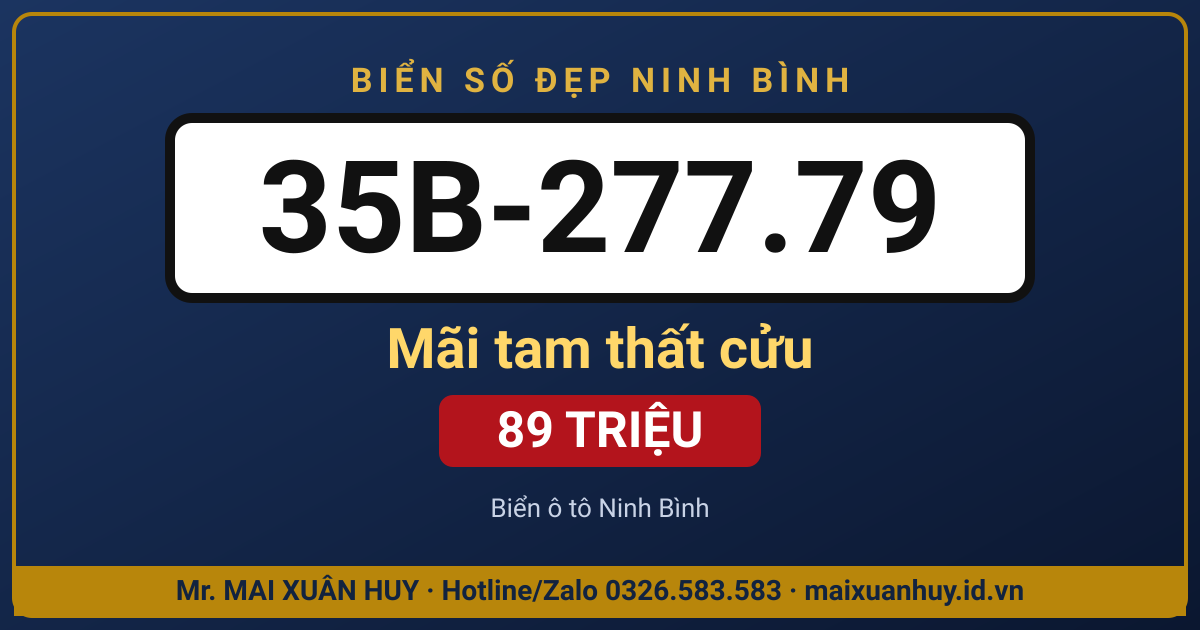 BIỂN SỐ ĐẸP NINH BÌNH
35B-277.79
Mãi tam thất cửu
89 TRIỆU
Biển ô tô Ninh Bình
Mr. MAI XUÂN HUY · Hotline/Zalo 0326.583.583 · maixuanhuy.id.vn